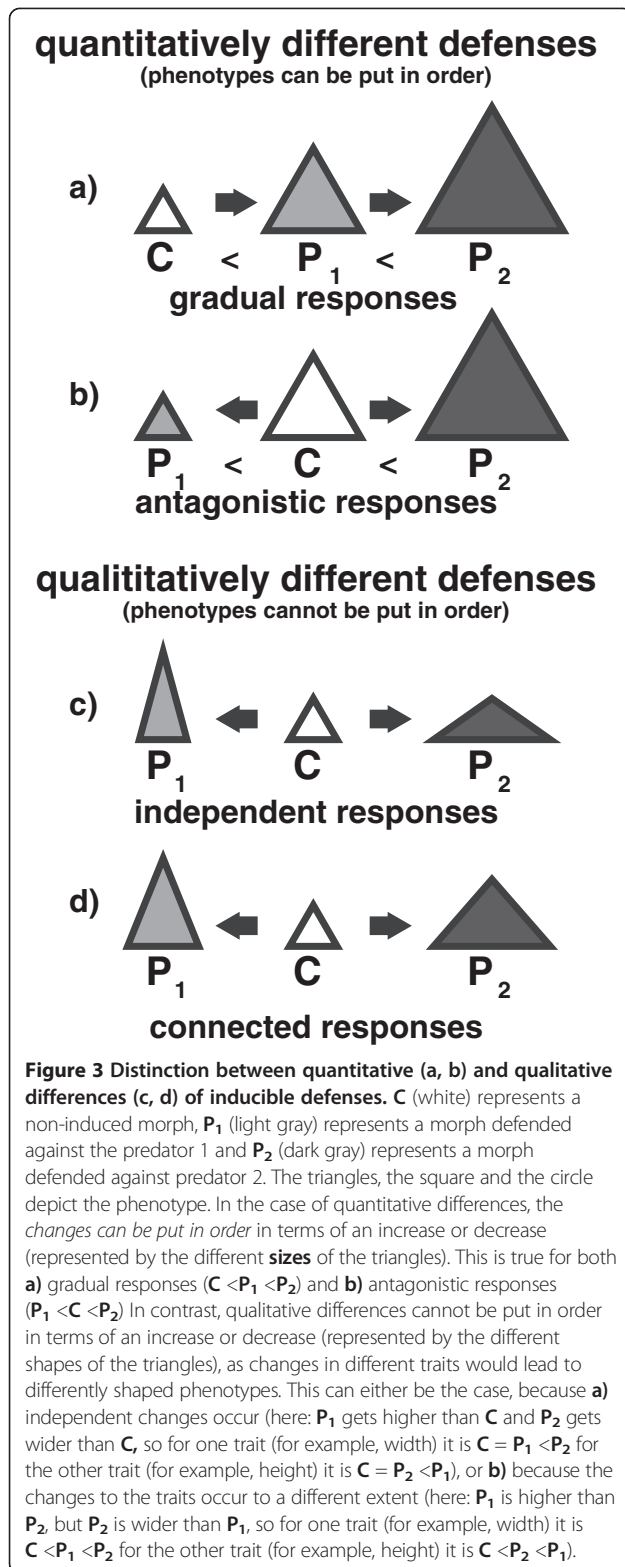 quantitatively different defenses
(phenotypes can be put in order)
a)
C < P1 < P2
gradual responses
b)
P1 < C < P2
antagonistic responses
qualititatively different defenses
(phenotypes cannot be put in order)
c)
P1 C P2
independent responses
d)
P1 C P2
connected responses
Figure 3 Distinction between quantitative (a, b) and qualitative
differences (c, d) of inducible defenses. C (white) represents a
non-induced morph, P1 (light gray) represents a morph defended
against the predator 1 and P2 (dark gray) represents a morph
defended against predator 2. The triangles, the square and the circle
depict the phenotype. In the case of quantitative differences, the
changes can be put in order in terms of an increase or decrease
(represented by the different sizes of the triangles). This is true for both
a) gradual responses (C <P1 <P2) and b) antagonistic responses
(P1 <C <P2) In contrast, qualitative differences cannot be put in order
in terms of an increase or decrease (represented by the different
shapes of the triangles), as changes in different traits would lead to
differently shaped phenotypes. This can either be the case, because a)
independent changes occur (here: P1 gets higher than C and P2 gets
wider than C, so for one trait (for example, width) it is C = P1 <P2 for
the other trait (for example, height) it is C = P2 <P1), or b) because the
changes to the traits occur to a different extent (here: P1 is higher than
P2, but P2 is wider than P1, so for one trait (for example, width) it is
C <P1 <P2 for the other trait (for example, height) it is C <P2 <P1).